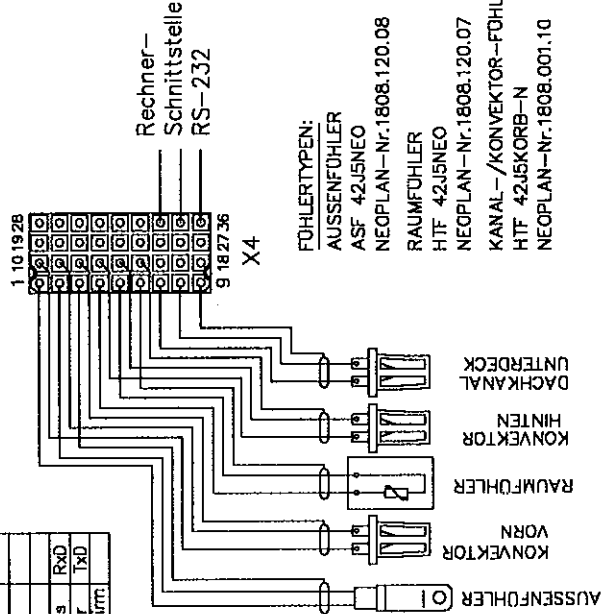 1 10 19 28
9 18 27 36
X4
Rechner-
Schnittstelle
RS-232
FÜHLERTYPEN:
AUSSENFÜHLER
ASF 42J5NEO
NEOPLAN-Nr.1808.120.08
RAUMFÜHLER
HTF 42J5NEO
NEOPLAN-Nr.1808.120.07
KANAL-/KONVEKTOR-FÜHL
HTF 42J5KORB-N
NEOPLAN-Nr.1808.001.10
RxD
TxD
AUSSENFÜHLER
KONVEKTOR
VORN
RAUMFÜHLER
KONVEKTOR
HINTEN
DACHKANAL
UNTERDECK